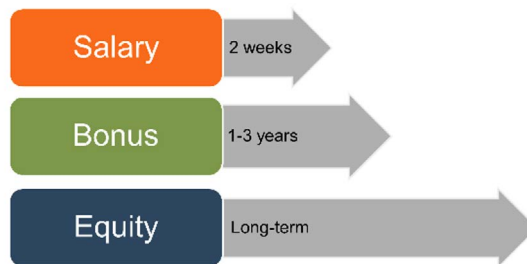 Salary
2 weeks
Bonus
1-3 years
Equity
Long-term